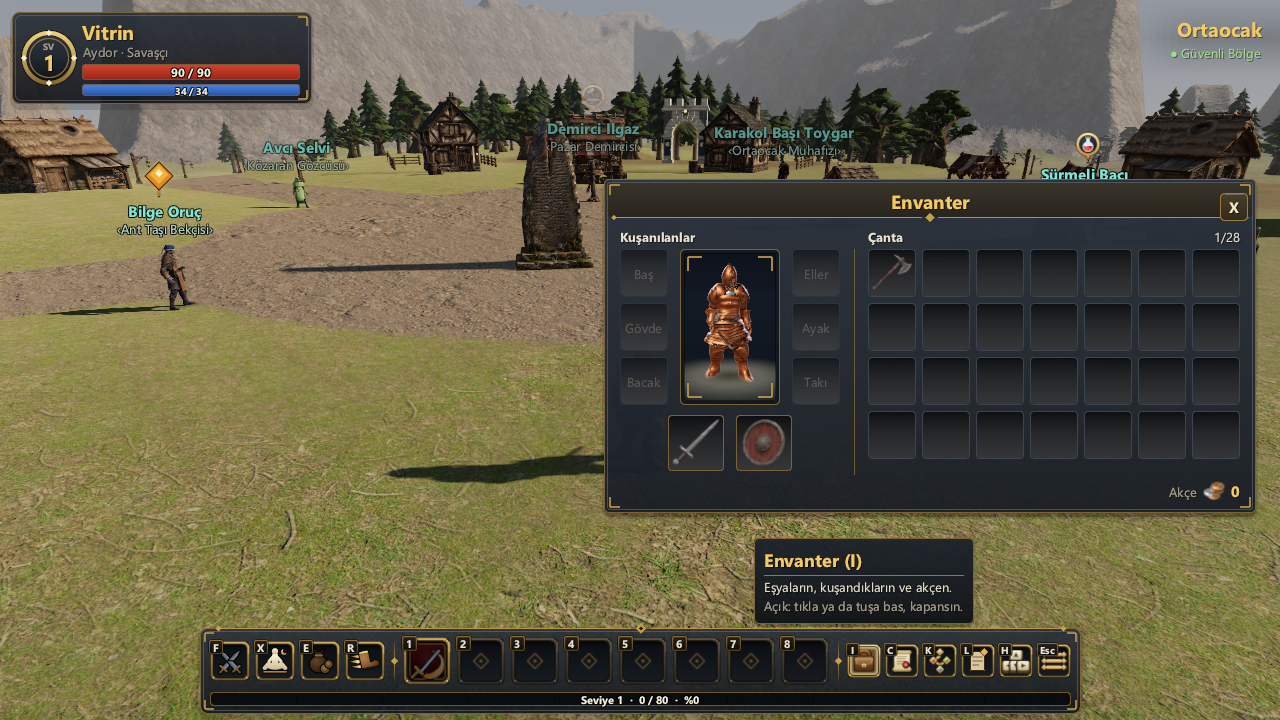 SV
1
Vitrin
Aydor · Savaşçı
90 / 90
34 / 34
Ortaocak
Güvenli Bölge
Avcı Selvi
‹Közaran Gözcüsü›
Demirci Ilgaz
‹Pazar Demircisi›
Karakol Başı Toygar
‹Ortaocak Muhafızı›
Sürmeli Bacı
Bilge Oruç
‹Ant Taşı Bekçisi›
Envanter
X
Kuşanılanlar
Çanta
1/28
Baş
Eller
Gövde
Ayak
Bacak
Takı
Akçe
0
Envanter (I)
Eşyaların, kuşandıkların ve akçen.
Açık: tıkla ya da tuşa bas, kapansın.
F
X
E
R
1
2
3
4
5
6
7
8
I
C
K
L
H
Esc
Seviye 1 · 0 / 80 · %0